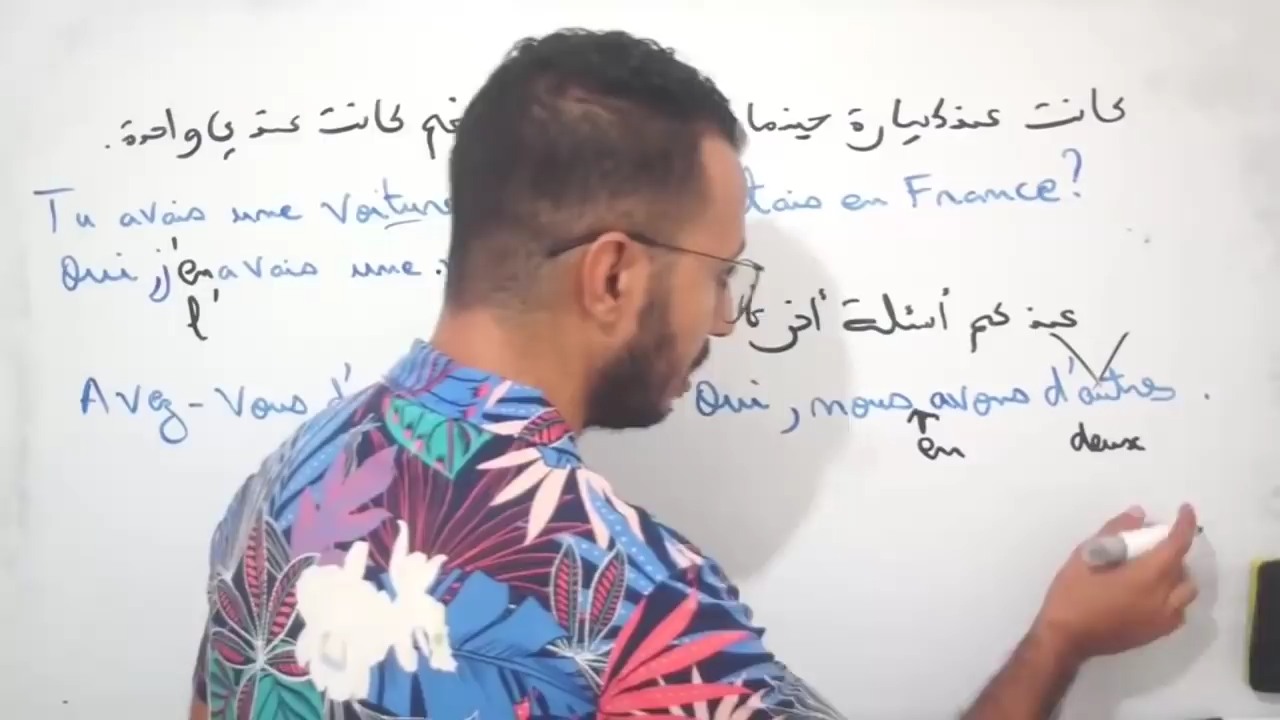 كانت عندك سيارة حينما نعم كانت عندي واحدة.
Tu avais une voiture tais en France?
Oui, j'en avais une.
l'
عندكم أسئلة أخر
Avez-vous d' Oui, nous avons d'autres.
en deux